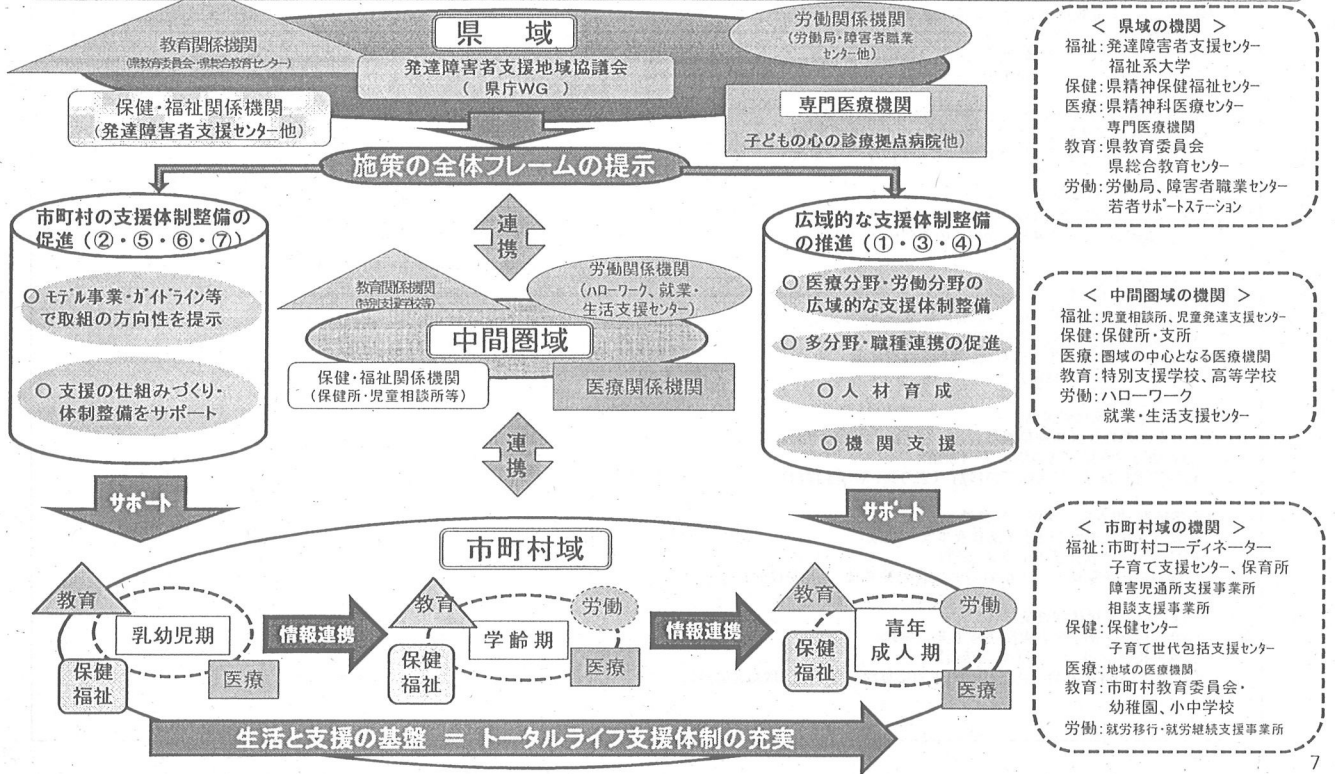 県 域
教育関係機関
(県教育委員会・県総合教育センター)
労働関係機関
(労働局・障害者職業
センター他)
発達障害者支援地域協議会
( 県庁WG )
保健・福祉関係機関
(発達障害者支援センター他)
専門医療機関
子どもの心の診療拠点病院他)
施策の全体フレームの提示
市町村の支援体制整備の
促進(②・⑤・⑥・⑦)
○ モデル事業・ガイドライン等
で取組の方向性を提示
○ 支援の仕組みづくり・
体制整備をサポート
連携
教育関係機関
(特別支援学校等)
労働関係機関
(ハローワーク、就業・
生活支援センター)
中間圏域
保健・福祉関係機関
(保健所・児童相談所等)
医療関係機関
連携
広域的な支援体制整備
の推進(①・③・④)
○ 医療分野・労働分野の
広域的な支援体制整備
○ 多分野・職種連携の促進
○ 人 材 育 成
○ 機 関 支 援
サポート
サポート
市町村域
教育
乳幼児期
保健
福祉
医療
情報連携
教育
労働
学齢期
保健
福祉
医療
情報連携
教育
労働
青年
成人期
保健
福祉
医療
生活と支援の基盤 = トータルライフ支援体制の充実
< 県域の機関 >
福祉:発達障害者支援センター
福祉系大学
保健:県精神保健福祉センター
医療:県精神科医療センター
専門医療機関
教育:県教育委員会
県総合教育センター
労働:労働局、障害者職業センター
若者サポートステーション
< 中間圏域の機関 >
福祉:児童相談所、児童発達支援センター
保健:保健所・支所
医療:圏域の中心となる医療機関
教育:特別支援学校、高等学校
労働:ハローワーク
就業・生活支援センター
< 市町村域の機関 >
福祉:市町村コーディネーター
子育て支援センター、保育所
障害児通所支援事業所
相談支援事業所
保健:保健センター
子育て世代包括支援センター
医療:地域の医療機関
教育:市町村教育委員会・
幼稚園、小中学校
労働:就労移行・就労継続支援事業所
7